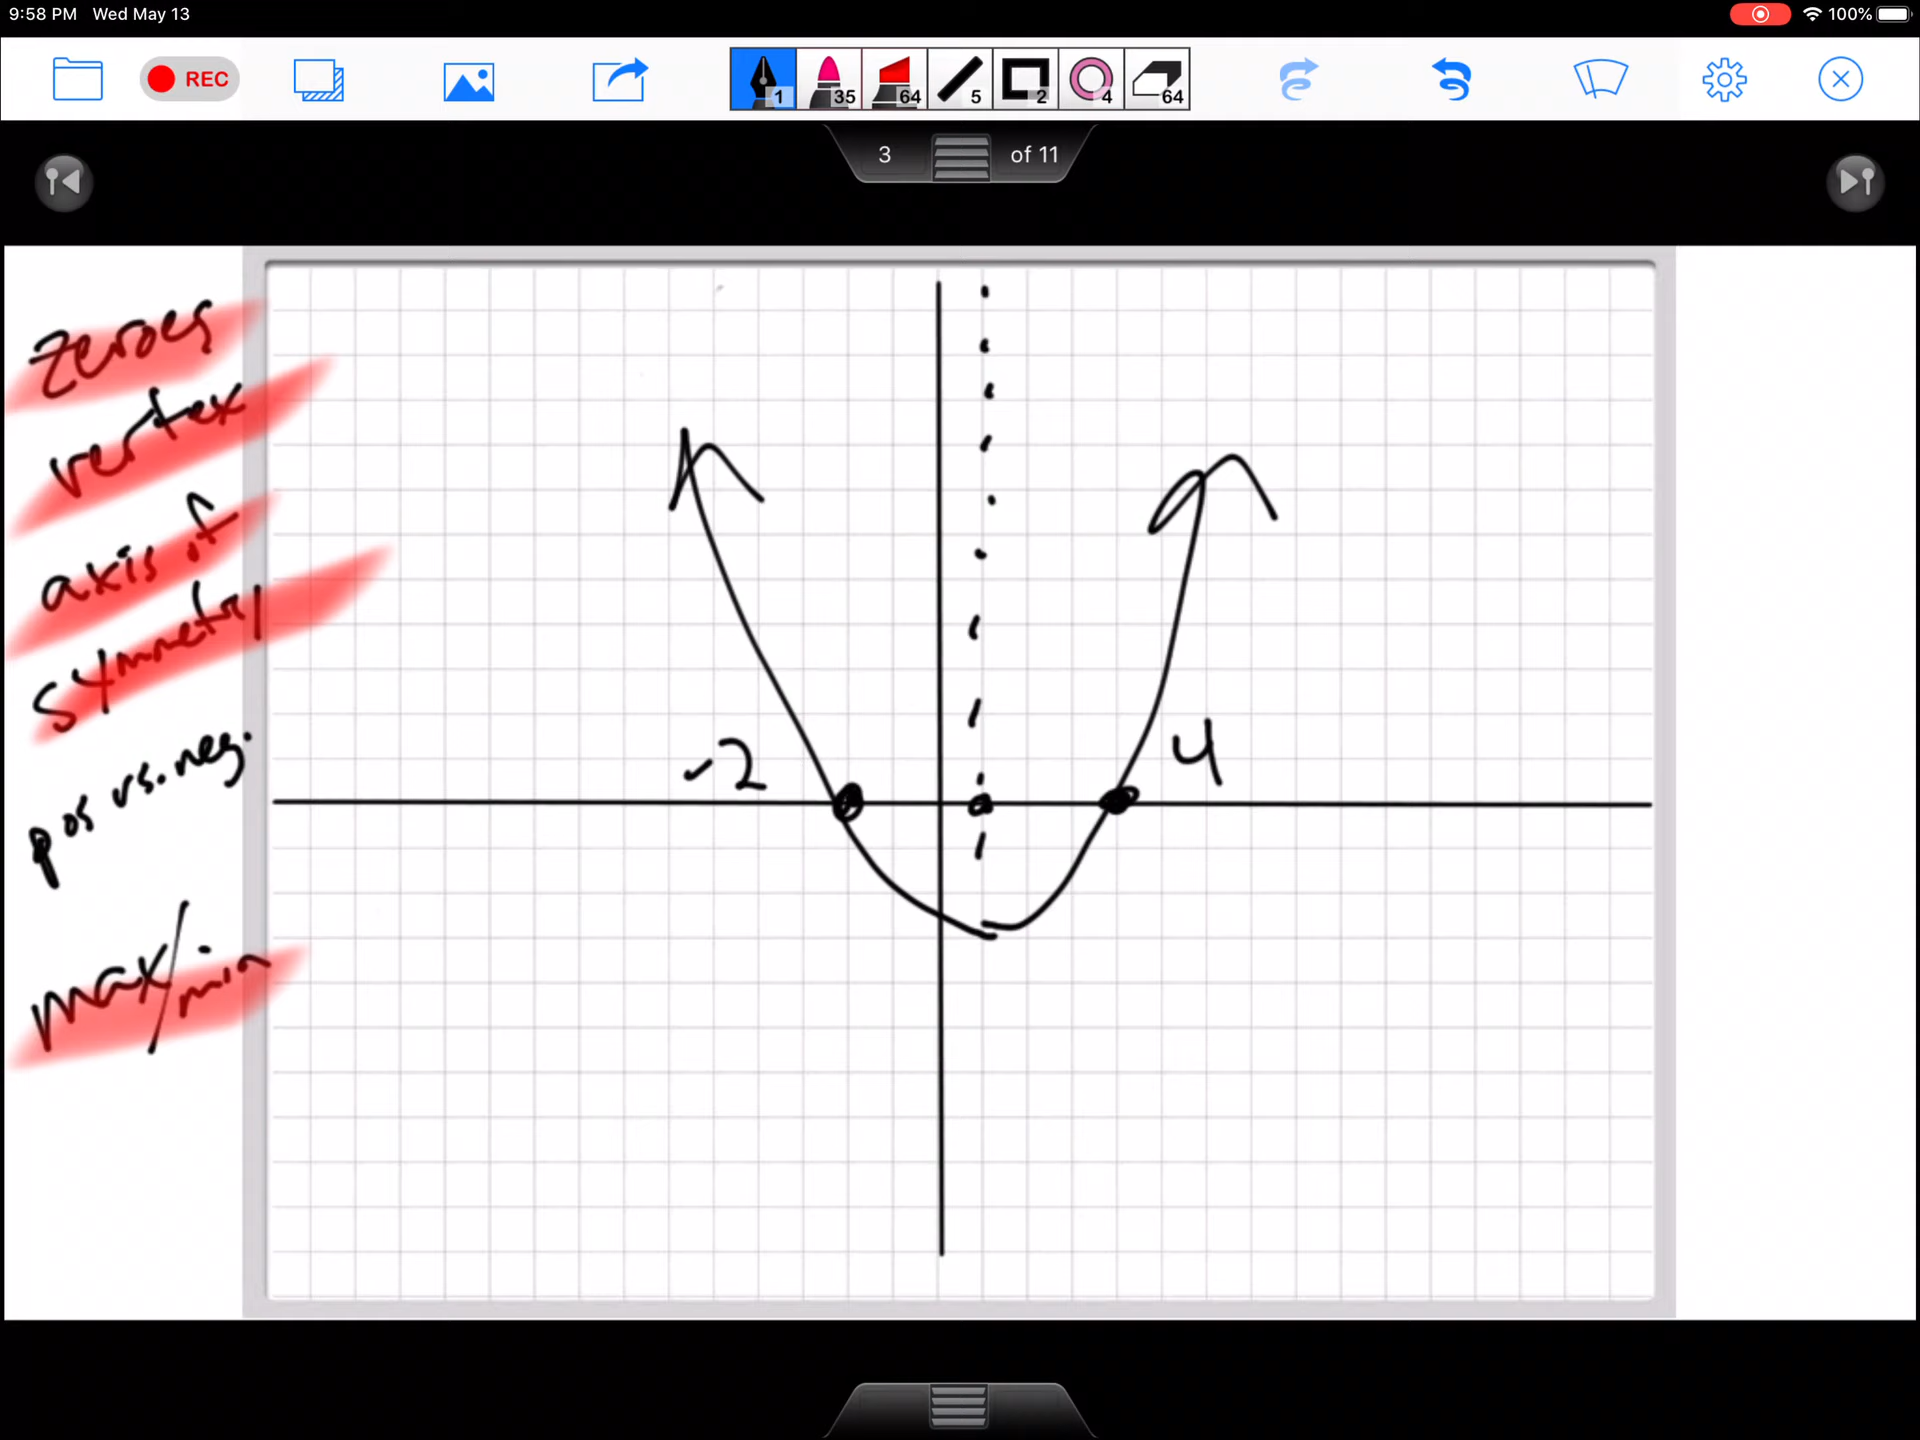 9:58 PM Wed May 13
100%
REC
1 35 64 5 2 4 64
3 of 11
zeroes
vertex
axis of
symmetry
pos vs. neg.
max/min
-2
4